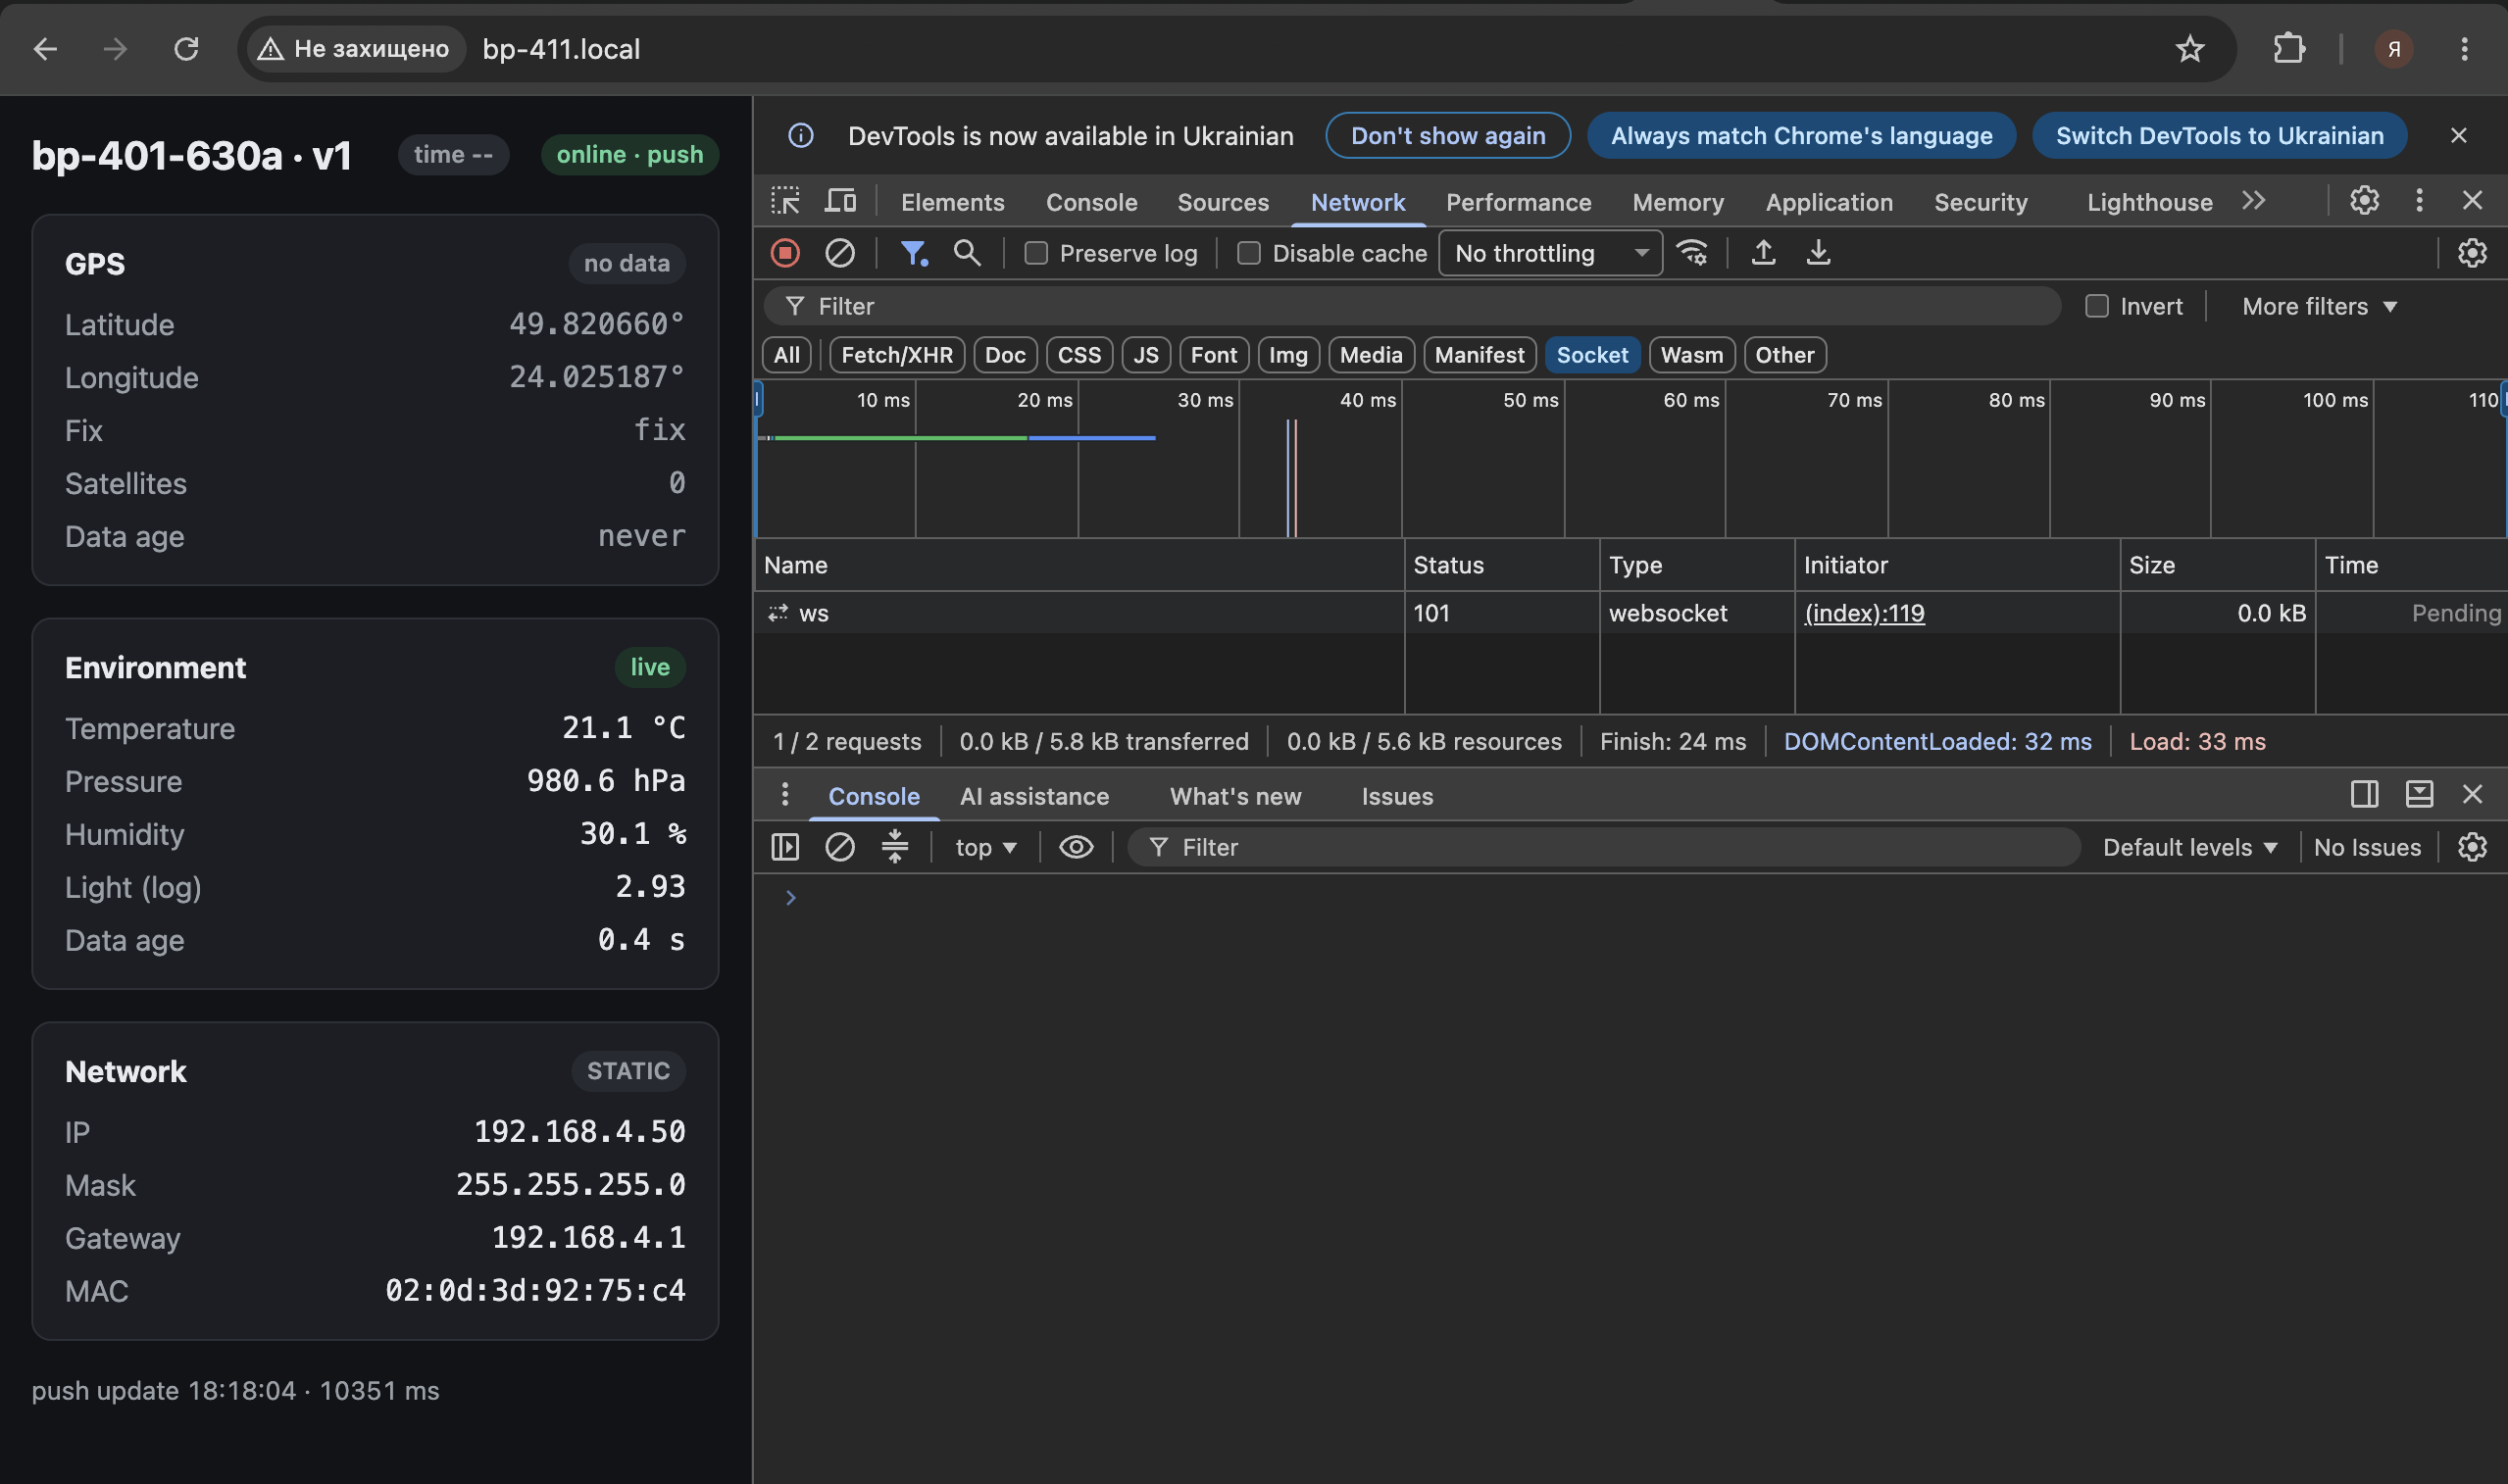 Не захищено bp-411.local Я
bp-401-630a · v1 time -- online · push
GPS no data
Latitude 49.820660°
Longitude 24.025187°
Fix fix
Satellites 0
Data age never
Environment live
Temperature 21.1 °C
Pressure 980.6 hPa
Humidity 30.1 %
Light (log) 2.93
Data age 0.4 s
Network STATIC
IP 192.168.4.50
Mask 255.255.255.0
Gateway 192.168.4.1
MAC 02:0d:3d:92:75:c4
push update 18:18:04 · 10351 ms
DevTools is now available in Ukrainian Don't show again Always match Chrome's language Switch DevTools to Ukrainian
Elements Console Sources Network Performance Memory Application Security Lighthouse
Preserve log Disable cache No throttling
Filter Invert More filters
All Fetch/XHR Doc CSS JS Font Img Media Manifest Socket Wasm Other
10 ms 20 ms 30 ms 40 ms 50 ms 60 ms 70 ms 80 ms 90 ms 100 ms 110
Name Status Type Initiator Size Time
ws 101 websocket (index):119 0.0 kB Pending
1 / 2 requests 0.0 kB / 5.8 kB transferred 0.0 kB / 5.6 kB resources Finish: 24 ms DOMContentLoaded: 32 ms Load: 33 ms
Console AI assistance What's new Issues
top Filter Default levels No Issues